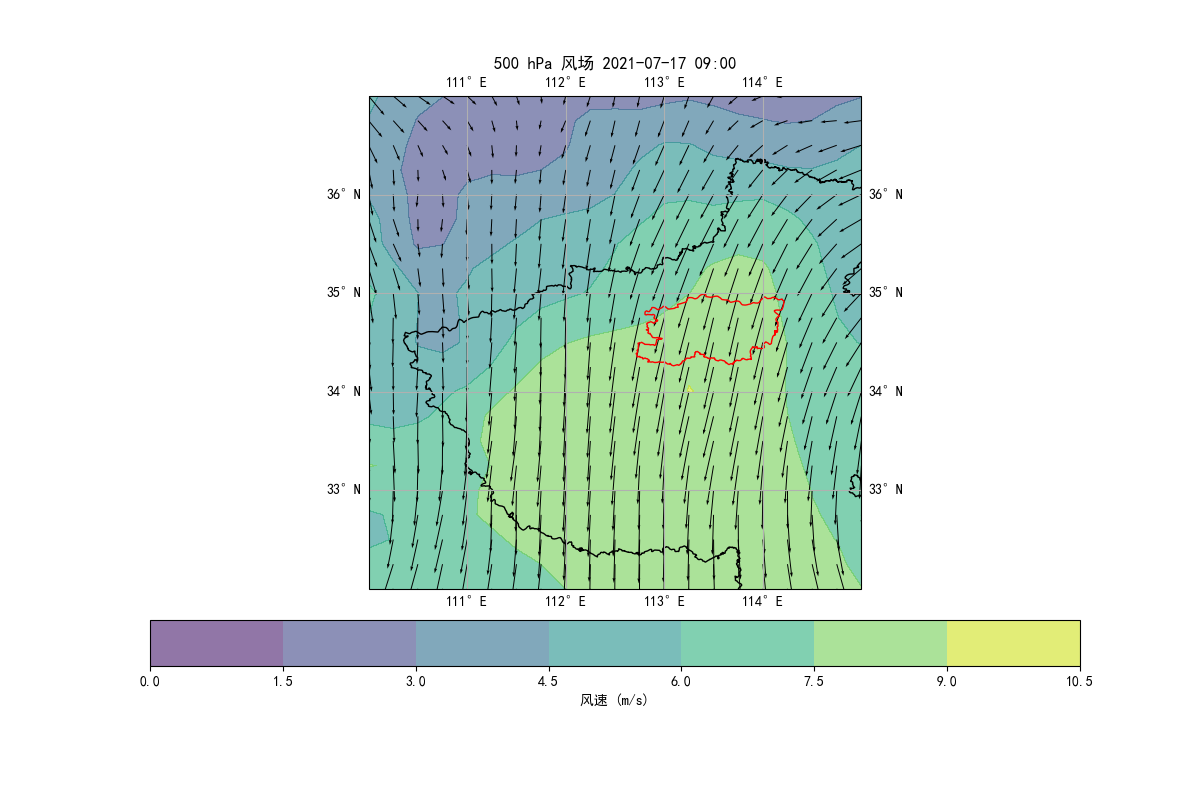 500 hPa 风场 2021-07-17 09:00
111° E 112° E 113° E 114° E
36° N 36° N
35° N 35° N
34° N 34° N
33° N 33° N
111° E 112° E 113° E 114° E
0.0 1.5 3.0 4.5 6.0 7.5 9.0 10.5
风速 (m/s)